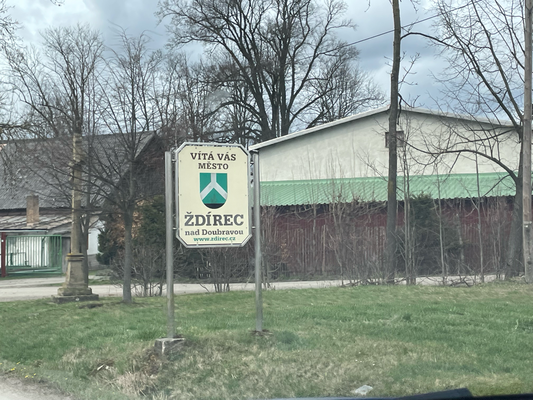 VÍTÁ VÁS
MĚSTO
ŽDÍREC
nad Doubravou
www.zdirec.cz